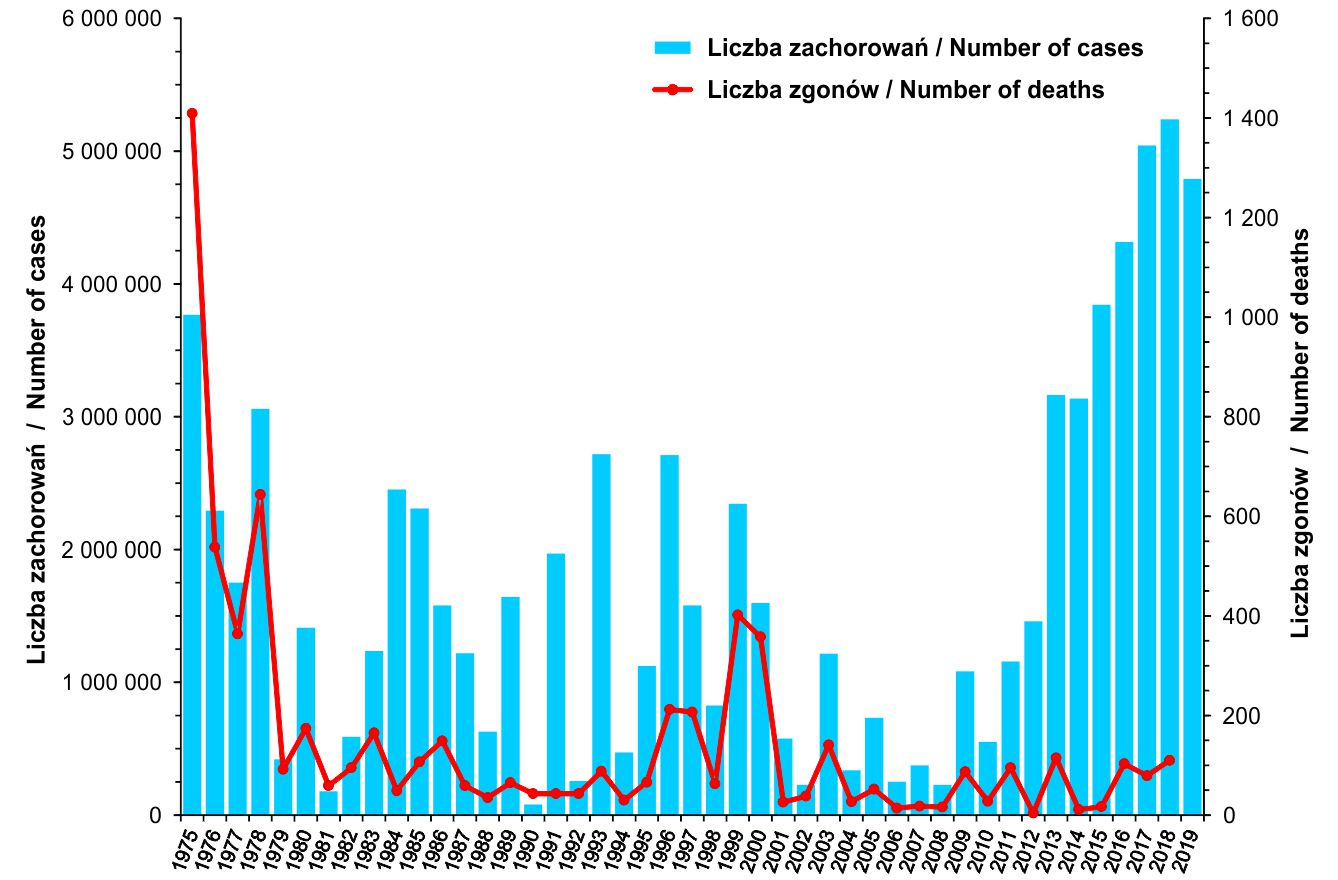 Liczba zachorowań / Number of cases
Liczba zgonów / Number of deaths
Liczba zachorowań / Number of cases
6 000 000
5 000 000
4 000 000
3 000 000
2 000 000
1 000 000
0
1 600
1 400
1 200
1 000
800
600
400
200
0
Liczba zgonów / Number of deaths
1975 1976 1977 1978 1979 1980 1981 1982 1983 1984 1985 1986 1987 1988 1989 1990 1991 1992 1993 1994 1995 1996 1997 1998 1999 2000 2001 2002 2003 2004 2005 2006 2007 2008 2009 2010 2011 2012 2013 2014 2015 2016 2017 2018 2019